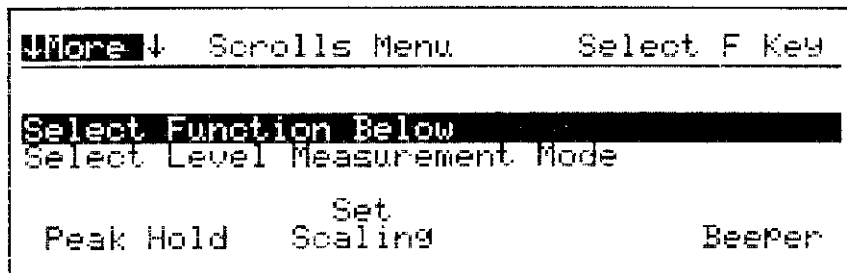 ↓More↓ Scrolls Menu Select F Key
Select Function Below
Select Level Measurement Mode
Set
Peak Hold Scaling Beeper